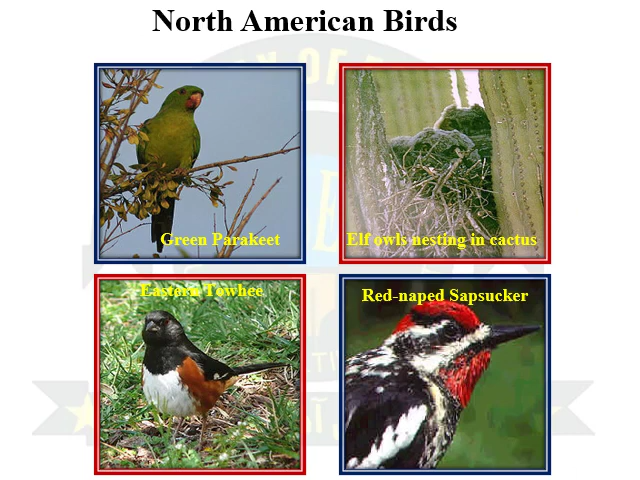 North American Birds
Green Parakeet
Elf owls nesting in cactus
Eastern Towhee
Red-naped Sapsucker